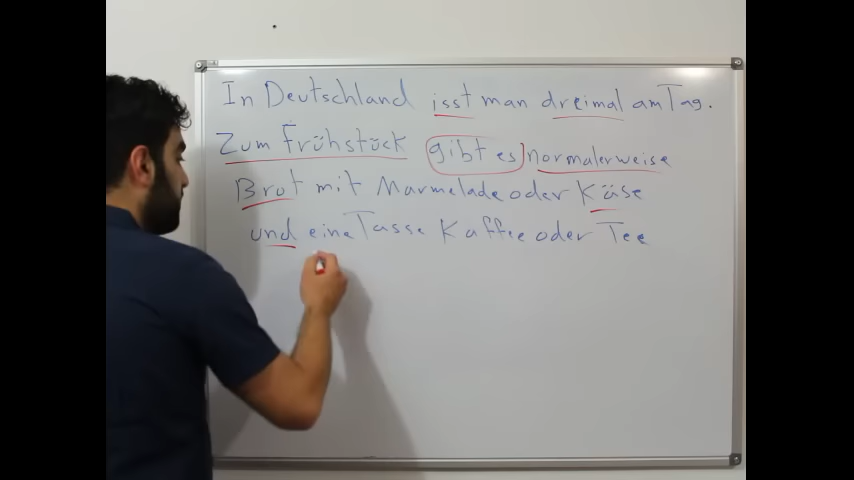 In Deutschland isst man dreimal am Tag.
Zum Frühstück gibt es normalerweise
Brot mit Marmelade oder Käse
und eine Tasse Kaffee oder Tee